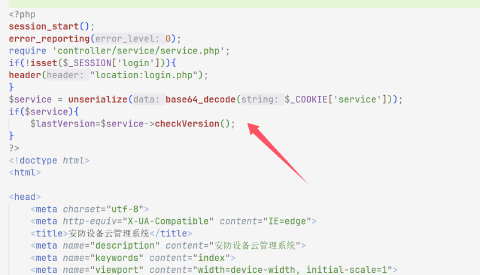 <?php
session_start();
error_reporting( error_level: 0);
require 'controller/service/service.php';
if(!isset($_SESSION['login'])){
header( header: "location:login.php");
}
$service = unserialize( data: base64_decode( string: $_COOKIE['service']));
if($service){
    $lastVersion=$service->checkVersion();
}
?>
<!doctype html>
<html>

<head>
    <meta charset="utf-8">
    <meta http-equiv="X-UA-Compatible" content="IE=edge">
    <title>安防设备云管理系统</title>
    <meta name="description" content="安防设备云管理系统">
    <meta name="keywords" content="index">
    <meta name="viewport" content="width=device-width, initial-scale=1">